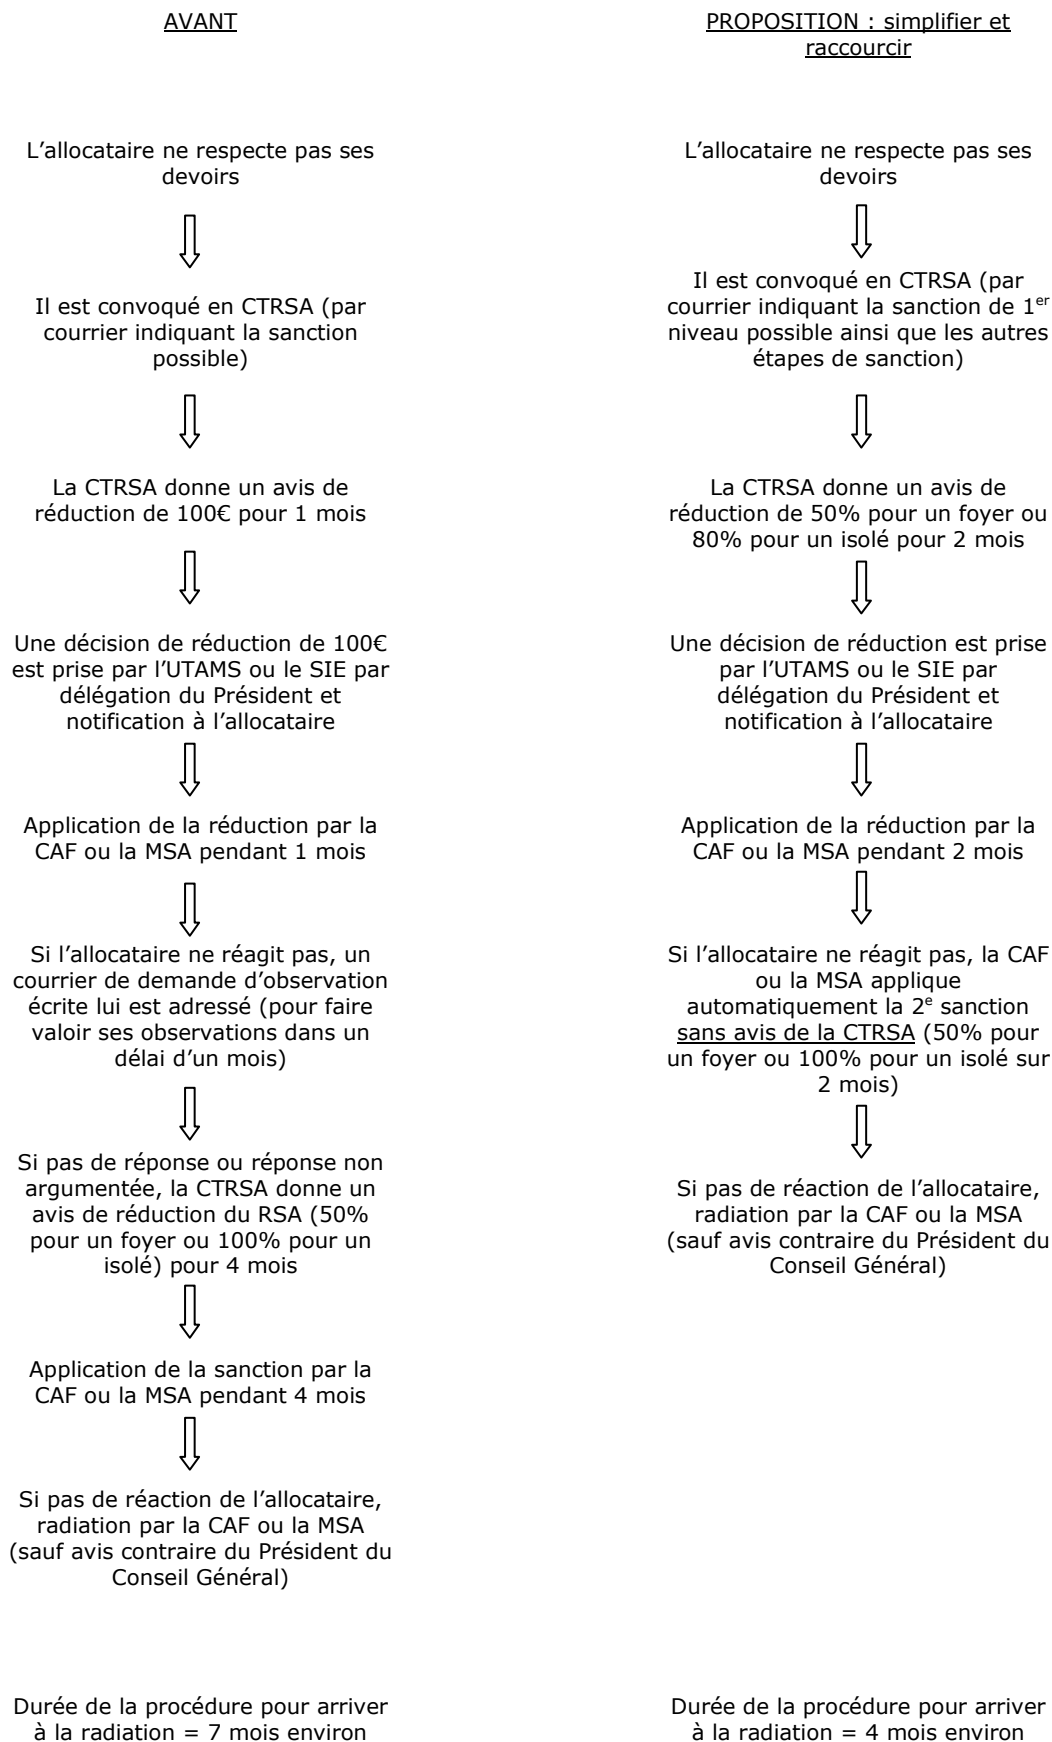 AVANT
L'allocataire ne respecte pas ses
devoirs
Il est convoqué en CTRSA (par
courrier indiquant la sanction
possible)
La CTRSA donne un avis de
réduction de 100€ pour 1 mois
Une décision de réduction de 100€
est prise par l'UTAMS ou le SIE par
délégation du Président et
notification à l'allocataire
Application de la réduction par la
CAF ou la MSA pendant 1 mois
Si l'allocataire ne réagit pas, un
courrier de demande d'observation
écrite lui est adressé (pour faire
valoir ses observations dans un
délai d'un mois)
Si pas de réponse ou réponse non
argumentée, la CTRSA donne un
avis de réduction du RSA (50%
pour un foyer ou 100% pour un
isolé) pour 4 mois
Application de la sanction par la
CAF ou la MSA pendant 4 mois
Si pas de réaction de l'allocataire,
radiation par la CAF ou la MSA
(sauf avis contraire du Président du
Conseil Général)
Durée de la procédure pour arriver
à la radiation = 7 mois environ
PROPOSITION : simplifier et
raccourcir
L'allocataire ne respecte pas ses
devoirs
Il est convoqué en CTRSA (par
courrier indiquant la sanction de 1er
niveau possible ainsi que les autres
étapes de sanction)
La CTRSA donne un avis de
réduction de 50% pour un foyer ou
80% pour un isolé pour 2 mois
Une décision de réduction est prise
par l'UTAMS ou le SIE par
délégation du Président et
notification à l'allocataire
Application de la réduction par la
CAF ou la MSA pendant 2 mois
Si l'allocataire ne réagit pas, la CAF
ou la MSA applique
automatiquement la 2e sanction
sans avis de la CTRSA (50% pour
un foyer ou 100% pour un isolé sur
2 mois)
Si pas de réaction de l'allocataire,
radiation par la CAF ou la MSA
(sauf avis contraire du Président du
Conseil Général)
Durée de la procédure pour arriver
à la radiation = 4 mois environ